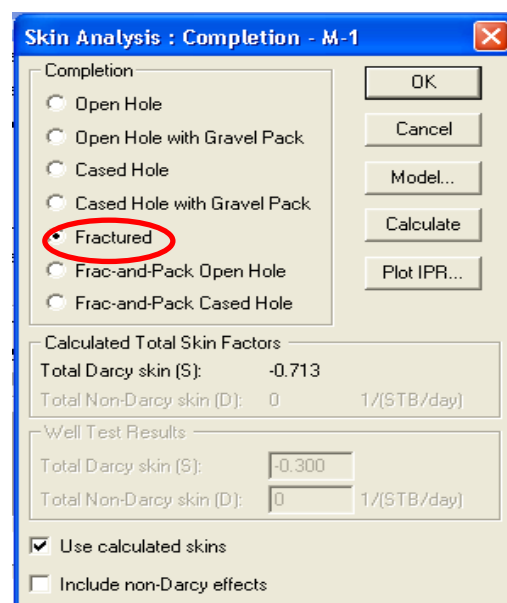 Skin Analysis : Completion - M-1
Completion
Open Hole
Open Hole with Gravel Pack
Cased Hole
Cased Hole with Gravel Pack
Fractured
Frac-and-Pack Open Hole
Frac-and-Pack Cased Hole
OK
Cancel
Model...
Calculate
Plot IPR...
Calculated Total Skin Factors
Total Darcy skin (S): -0.713
Total Non-Darcy skin (D): 0 1/(STB/day)
Well Test Results
Total Darcy skin (S): -0.300
Total Non-Darcy skin (D): 0 1/(STB/day)
Use calculated skins
Include non-Darcy effects